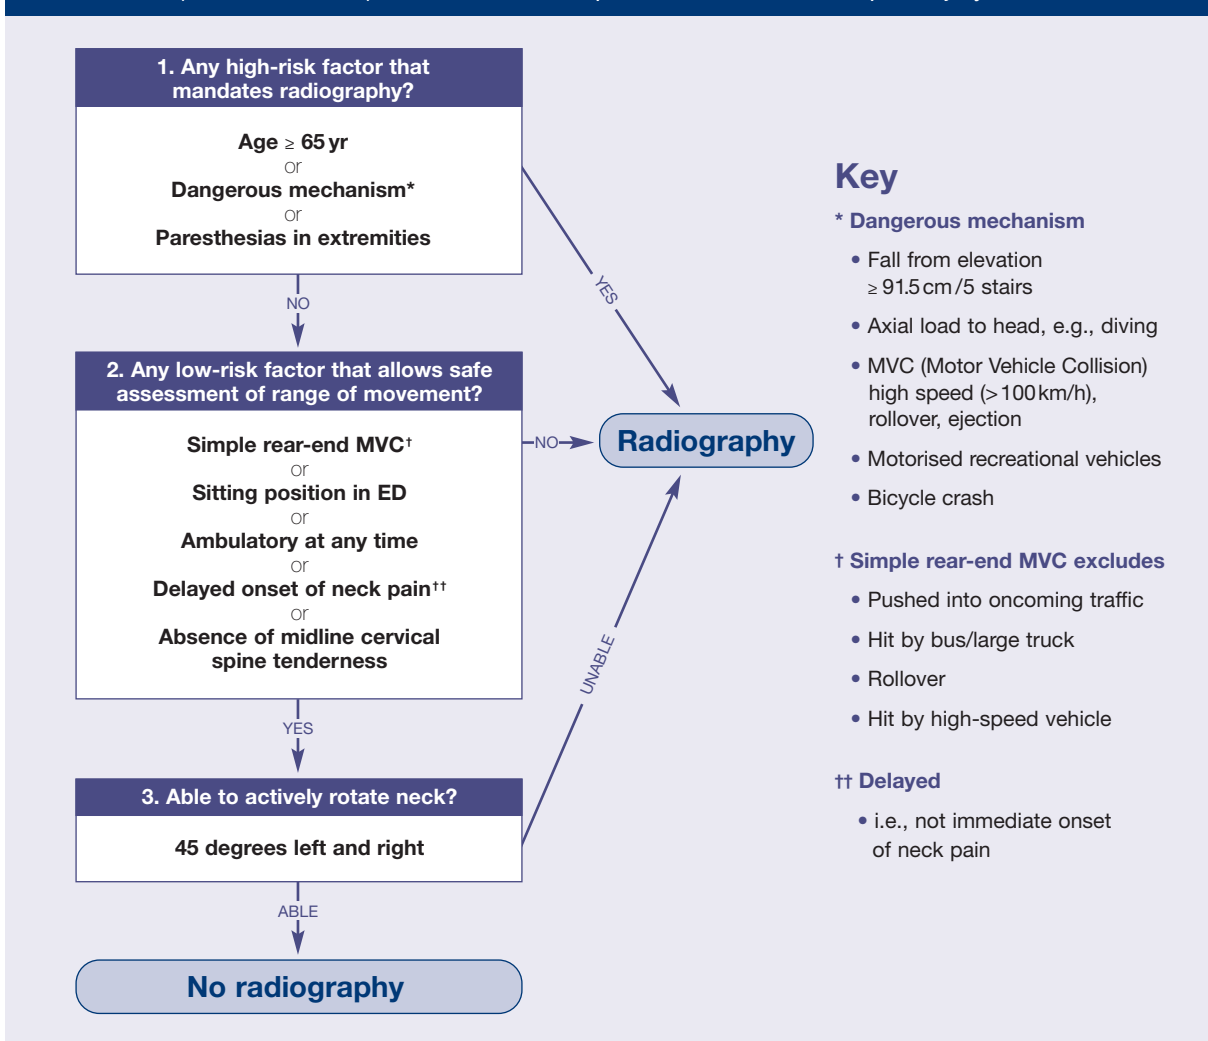 1. Any high-risk factor that
mandates radiography?
Age ≥ 65 yr
or
Dangerous mechanism*
or
Paresthesias in extremities
YES
NO
2. Any low-risk factor that allows safe
assessment of range of movement?
Simple rear-end MVC†
or
Sitting position in ED
or
Ambulatory at any time
or
Delayed onset of neck pain††
or
Absence of midline cervical
spine tenderness
NO
Radiography
UNABLE
YES
3. Able to actively rotate neck?
45 degrees left and right
ABLE
No radiography
Key
* Dangerous mechanism
• Fall from elevation
≥ 91.5 cm /5 stairs
• Axial load to head, e.g., diving
• MVC (Motor Vehicle Collision)
high speed (> 100 km/h),
rollover, ejection
• Motorised recreational vehicles
• Bicycle crash
† Simple rear-end MVC excludes
• Pushed into oncoming traffic
• Hit by bus/large truck
• Rollover
• Hit by high-speed vehicle
†† Delayed
• i.e., not immediate onset
of neck pain